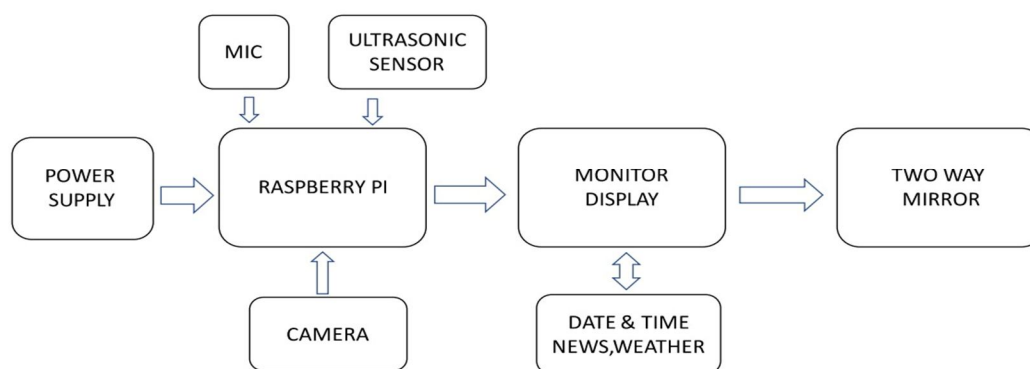 MIC
ULTRASONIC
SENSOR
POWER
SUPPLY
RASPBERRY PI
MONITOR
DISPLAY
TWO WAY
MIRROR
CAMERA
DATE & TIME
NEWS,WEATHER